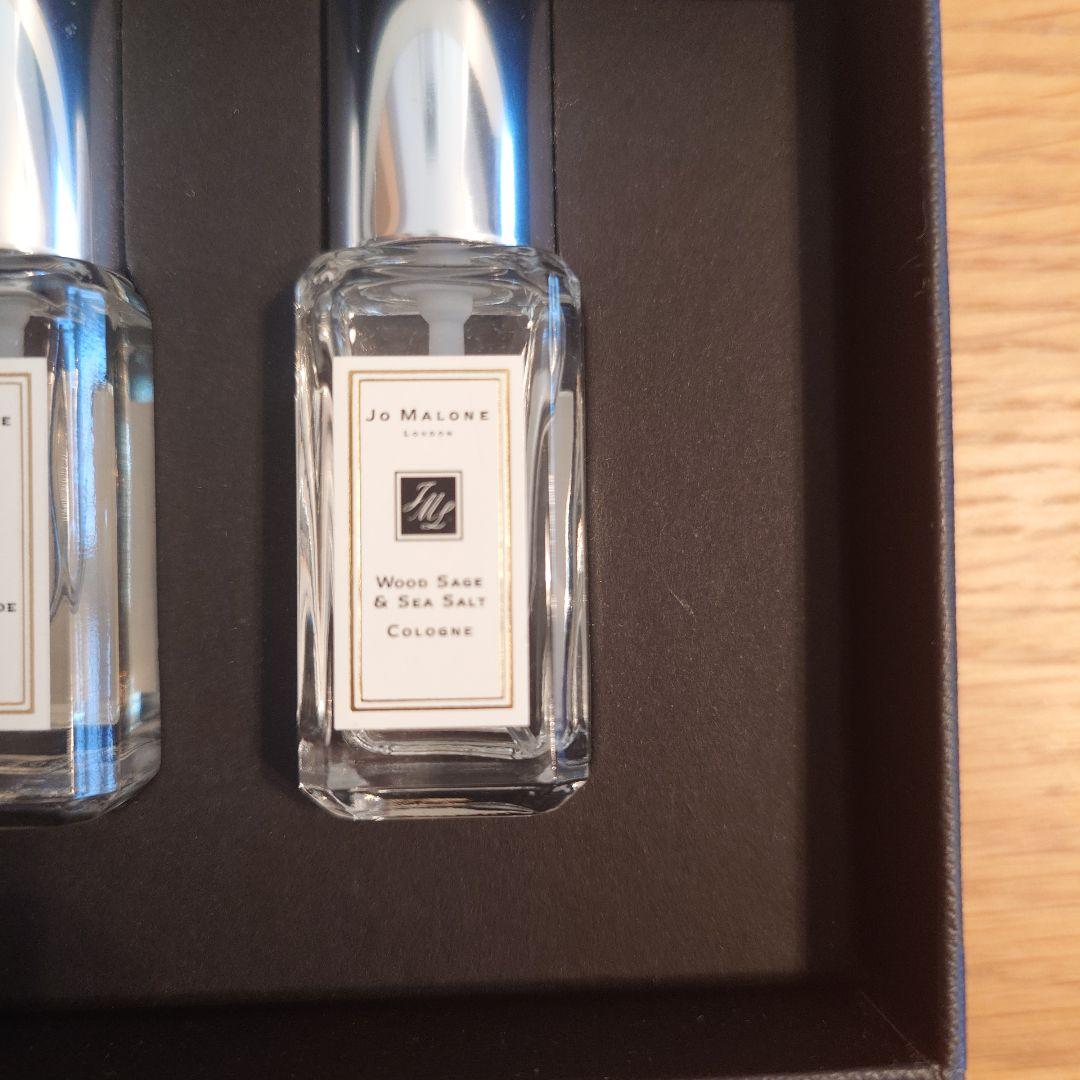 Jo Malone
London
JML
Wood Sage
& Sea Salt
Cologne